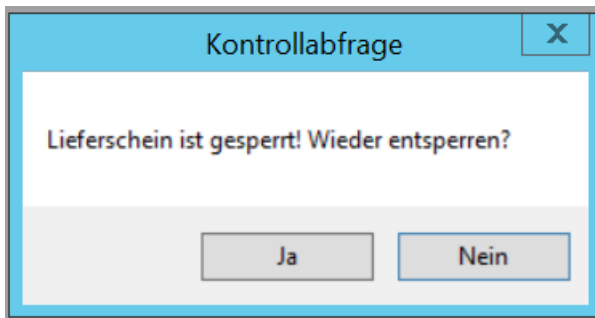 Kontrollabfrage
X
Lieferschein ist gesperrt! Wieder entsperren?
Ja
Nein